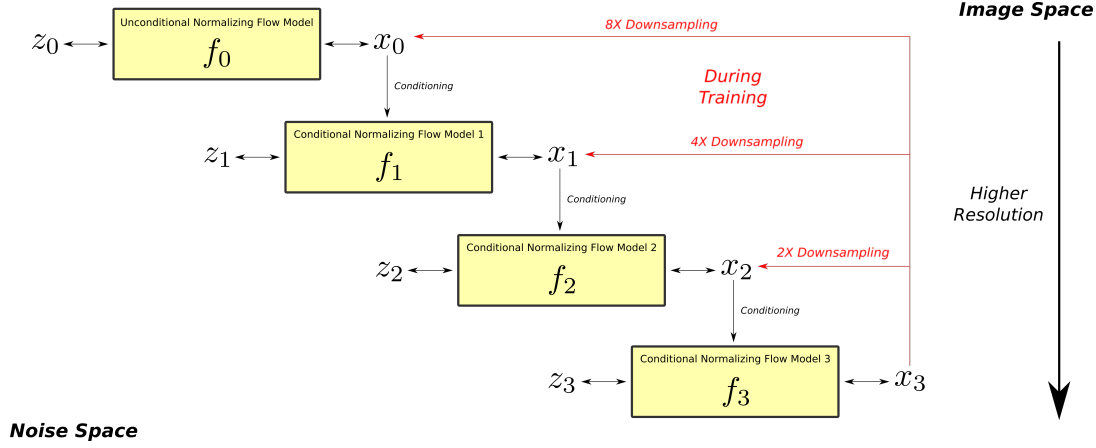 Image Space
Unconditional Normalizing Flow Model
z0
f0
x0
8X Downsampling
During
Training
Conditioning
Conditional Normalizing Flow Model 1
z1
f1
x1
4X Downsampling
Higher
Resolution
Conditioning
Conditional Normalizing Flow Model 2
z2
f2
x2
2X Downsampling
Conditioning
Conditional Normalizing Flow Model 3
z3
f3
x3
Noise Space